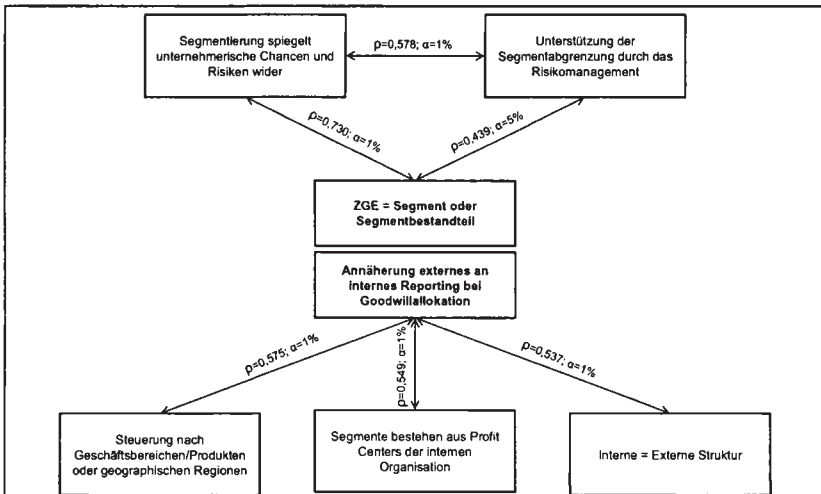 Segmentierung spiegelt
unternehmerische Chancen und
Risiken wider
ρ=0,578; α=1%
Unterstützung der
Segmentabgrenzung durch das
Risikomanagement
ρ=0,730; α=1%
ρ=0,439; α=5%
ZGE = Segment oder
Segmentbestandteil
Annäherung externes an
internes Reporting bei
Goodwillallokation
ρ=0,575; α=1%
ρ=0,549; α=1%
ρ=0,537; α=1%
Steuerung nach
Geschäftsbereichen/Produkten
oder geographischen Regionen
Segmente bestehen aus Profit
Centers der internen
Organisation
Interne = Externe Struktur